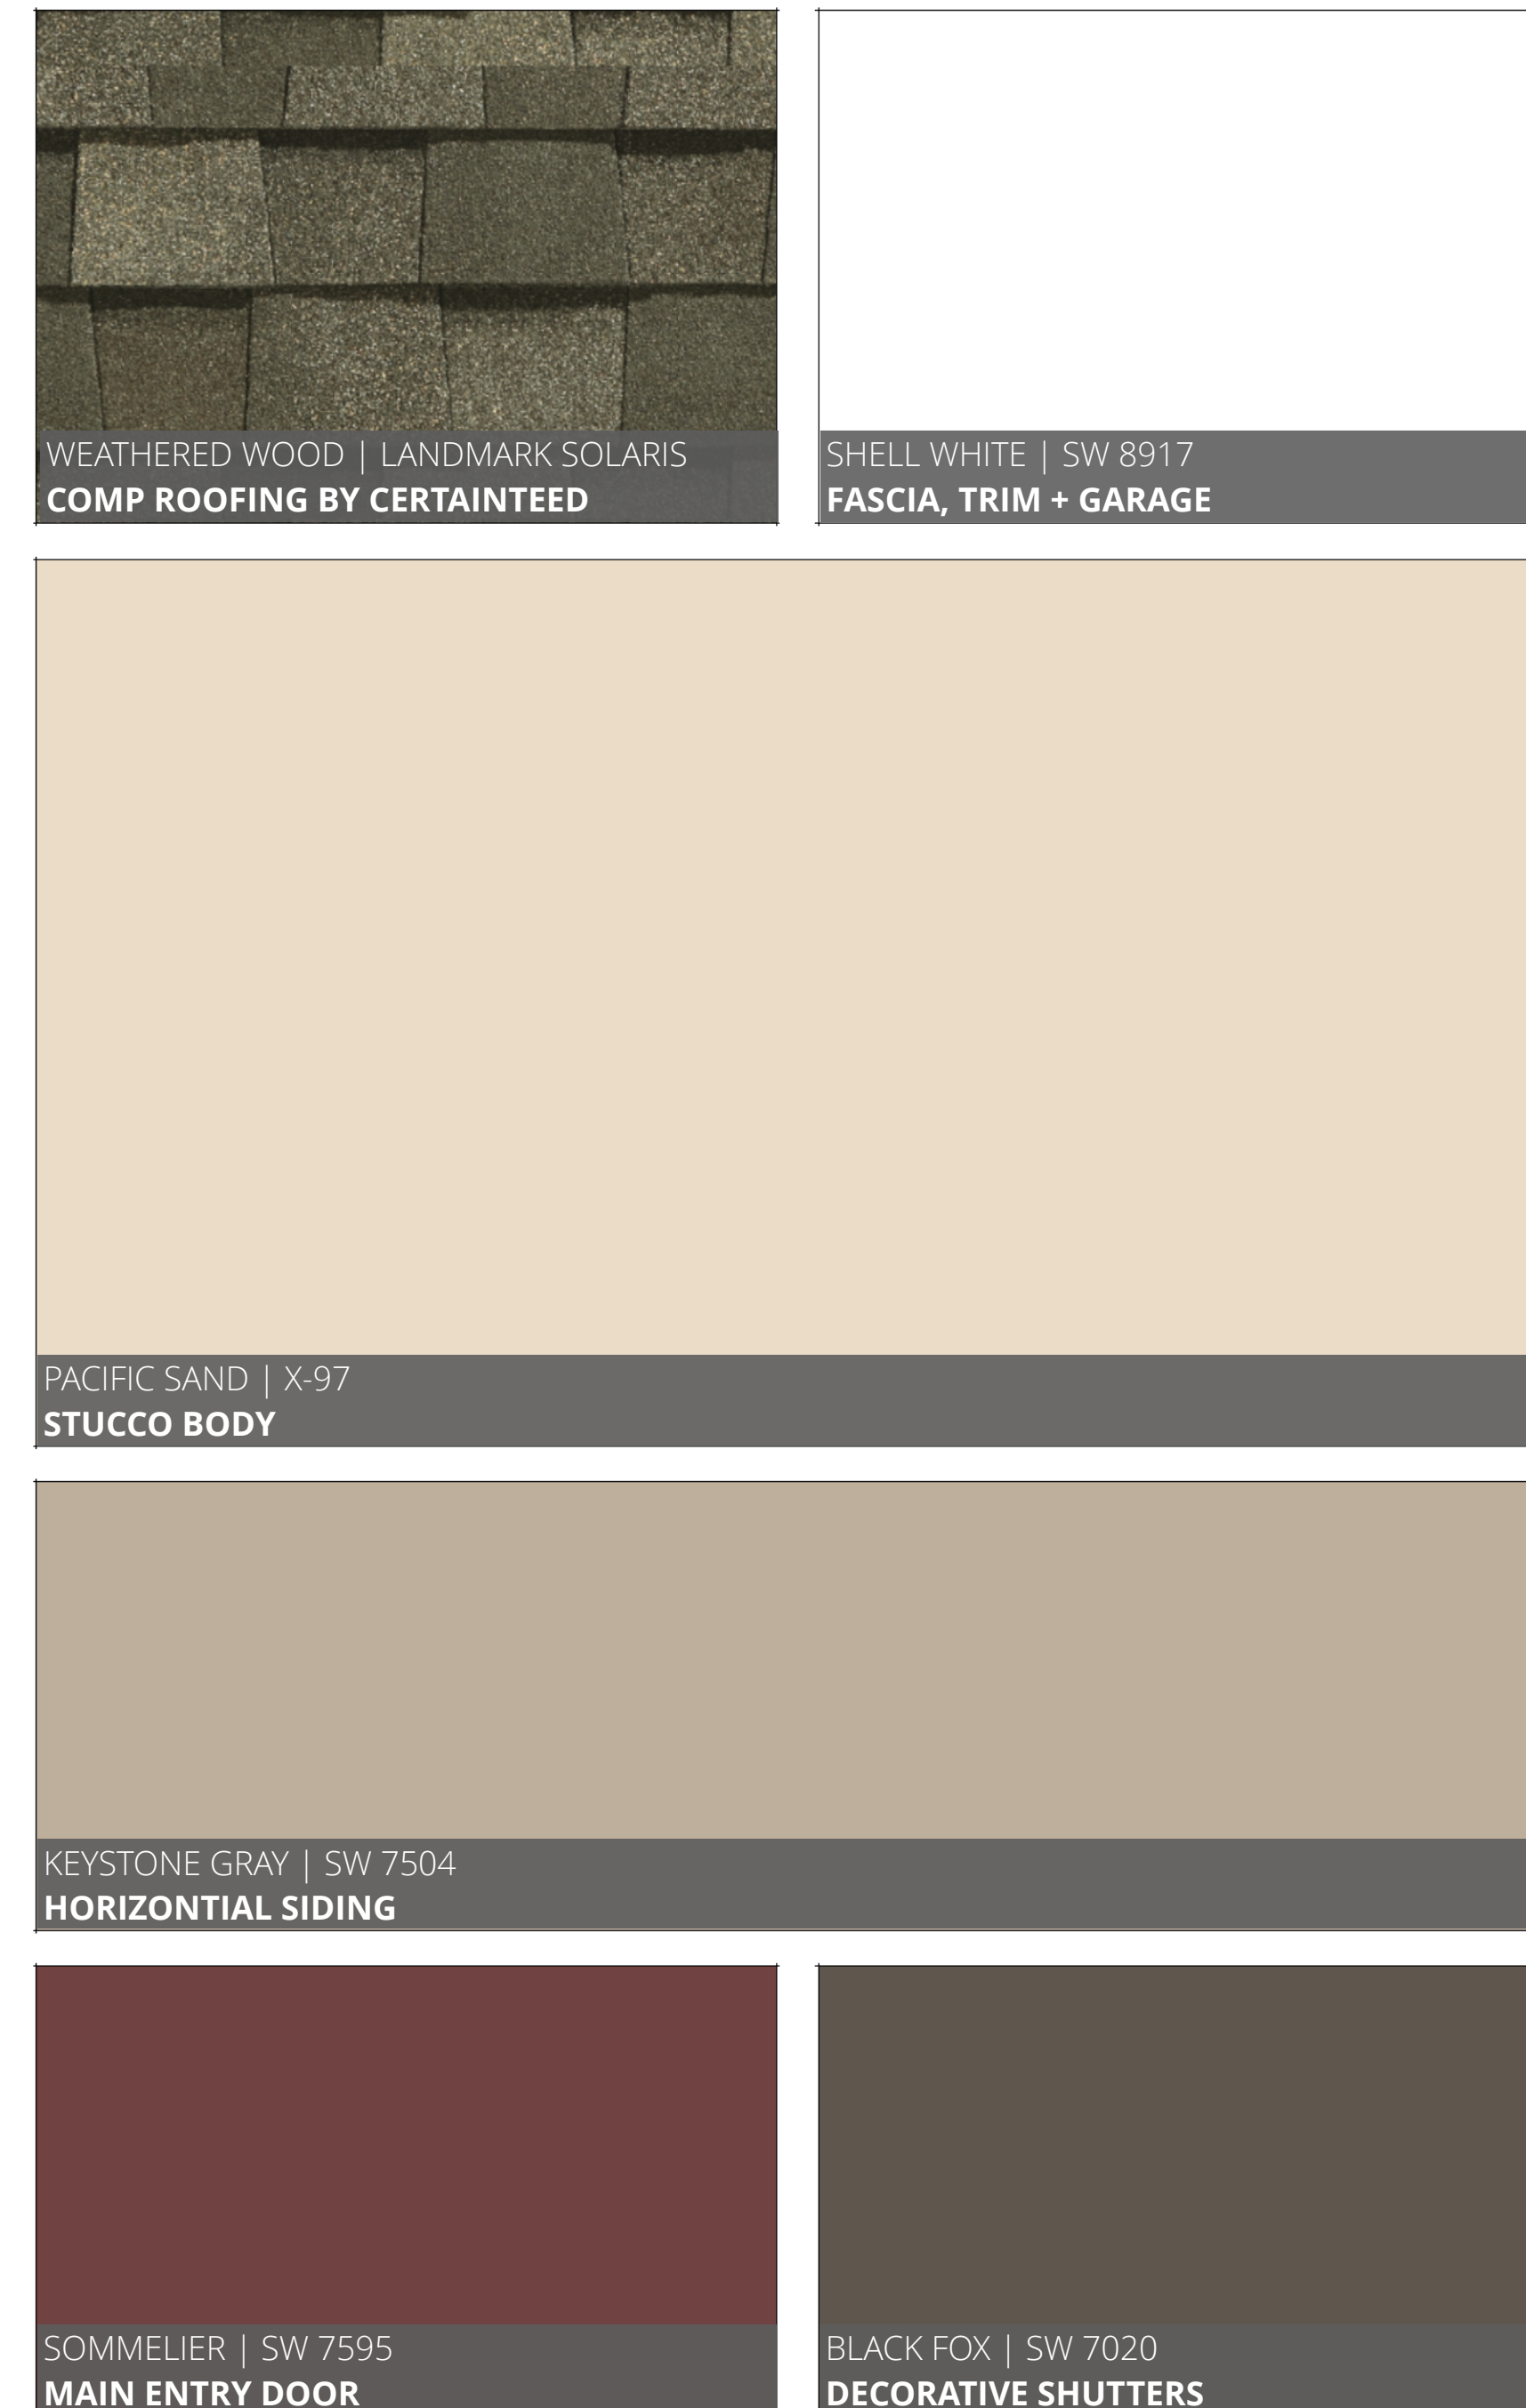 WEATHERED WOOD | LANDMARK SOLARIS
COMP ROOFING BY CERTAINTEED
SHELL WHITE | SW 8917
FASCIA, TRIM + GARAGE
PACIFIC SAND | X-97
STUCCO BODY
KEYSTONE GRAY | SW 7504
HORIZONTIAL SIDING
SOMMELIER | SW 7595
MAIN ENTRY DOOR
BLACK FOX | SW 7020
DECORATIVE SHUTTERS